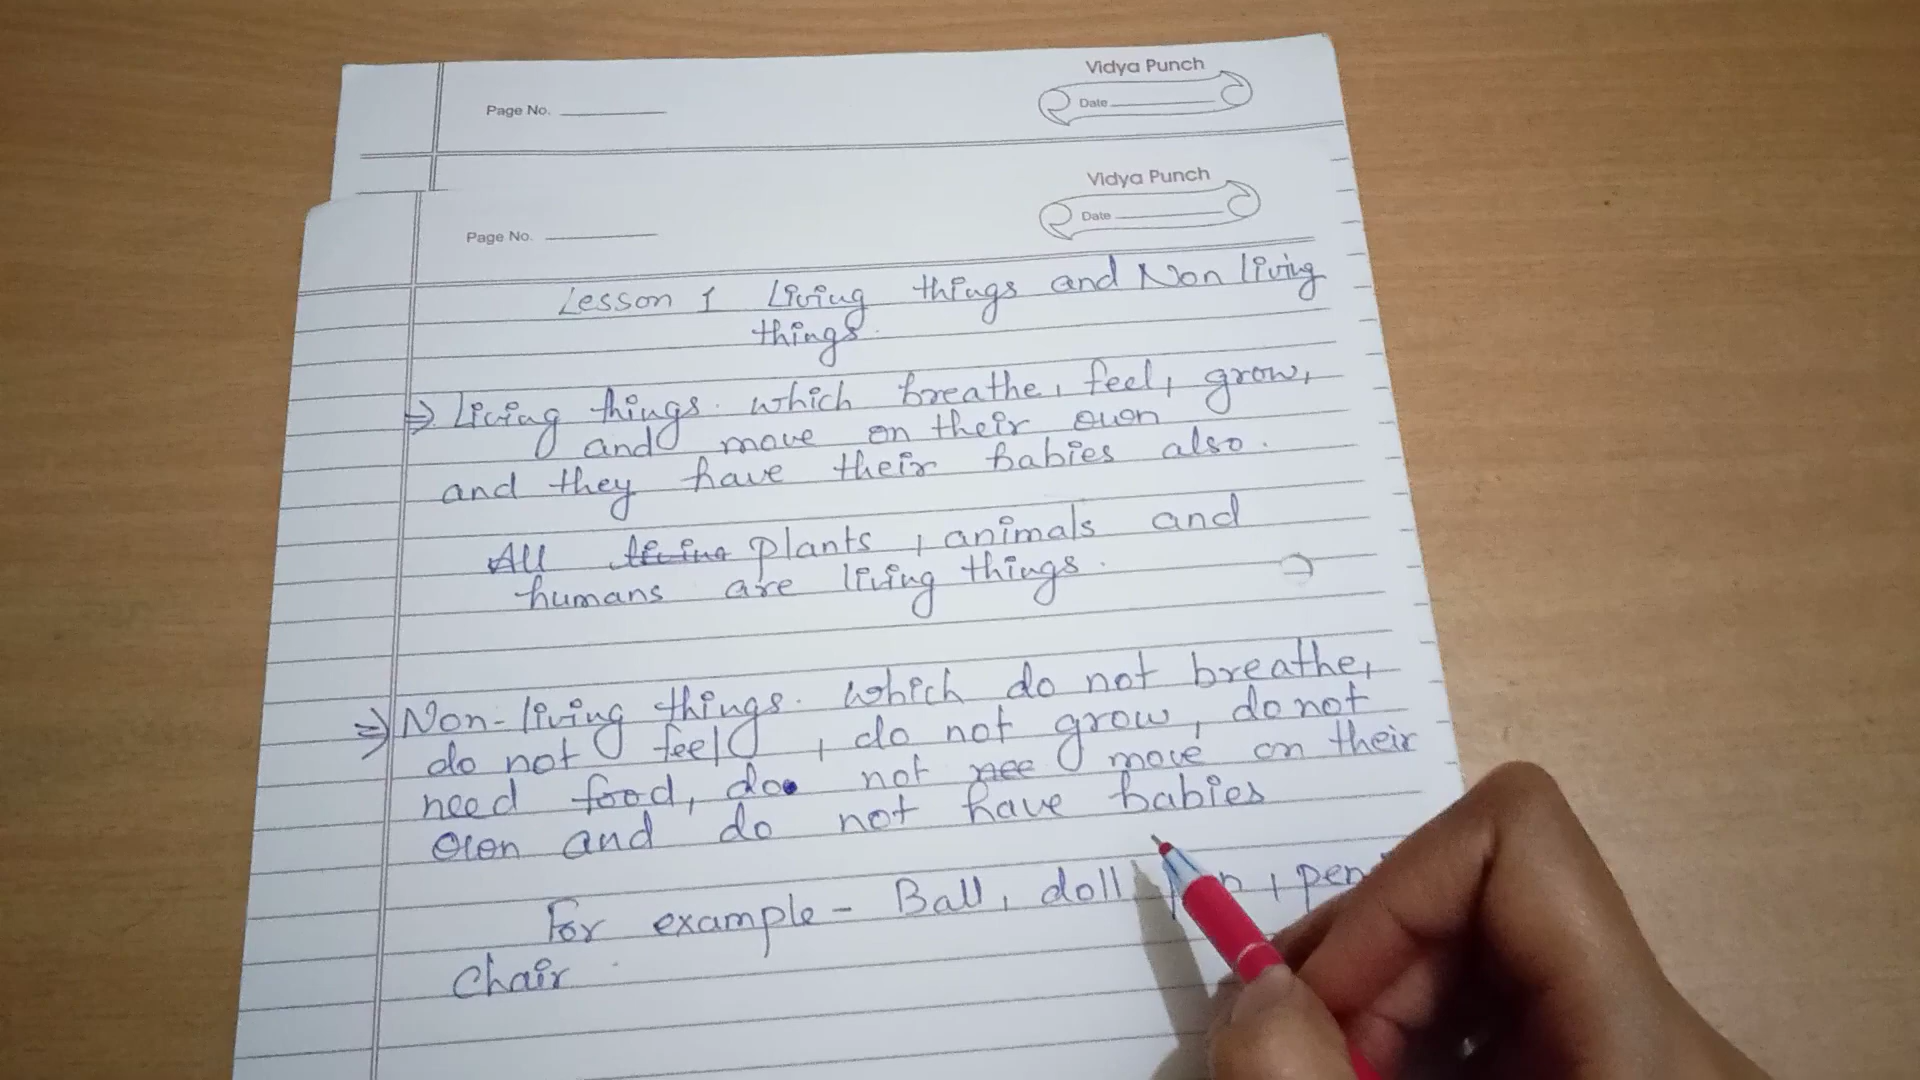 Vidya Punch
Page No.
Date
Vidya Punch
Page No.
Date
Lesson 1 Living things and Non living
things.
⇒ Living things. which breathe, feel, grow,
and move on their own
and they have their babies also.
All living plants, animals and
humans are living things.
⇒ Non-living things. which do not breathe,
do not feel, do not grow, do not
need food, do not nee move on their
own and do not have babies
For example - Ball, doll,
Chair.